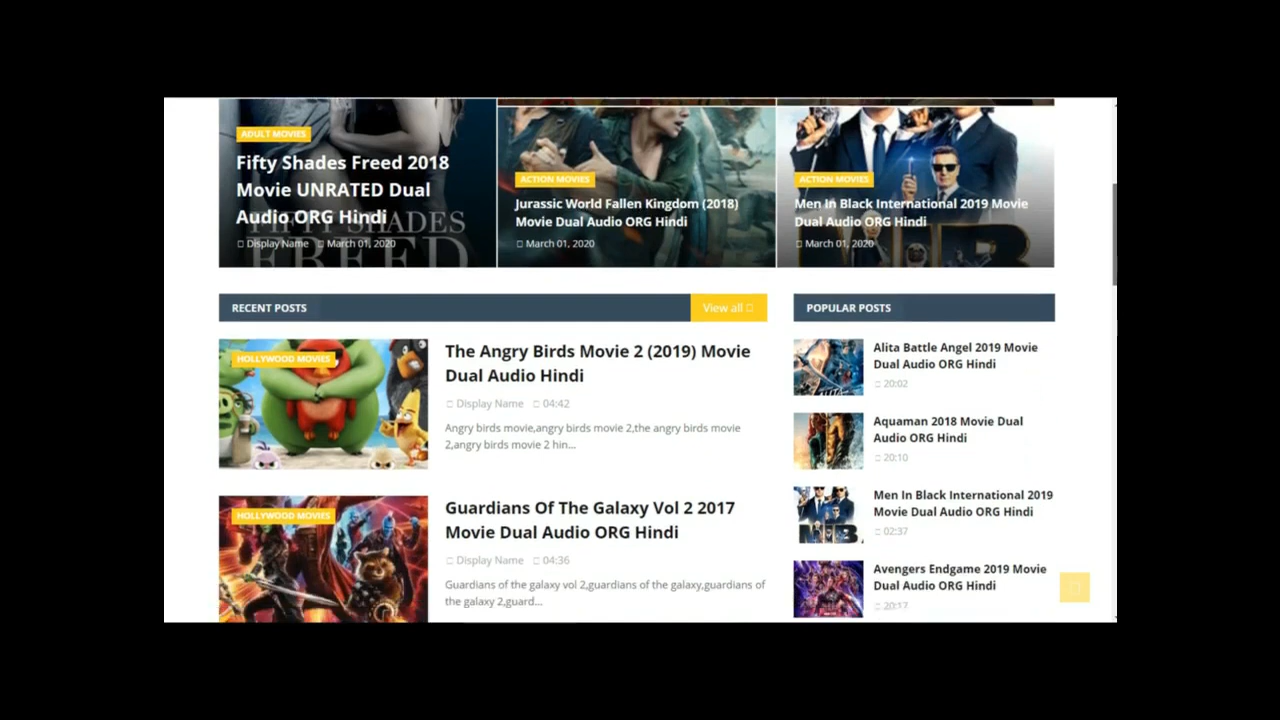 ADULT MOVIES
Fifty Shades Freed 2018
Movie UNRATED Dual
Audio ORG Hindi
FIFTY SHADES
FREED
Display Name March 01, 2020
ACTION MOVIES
Jurassic World Fallen Kingdom (2018)
Movie Dual Audio ORG Hindi
March 01, 2020
ACTION MOVIES
Men In Black International 2019 Movie
Dual Audio ORG Hindi
March 01, 2020
MIB
RECENT POSTS
View all
HOLLYWOOD MOVIES
The Angry Birds Movie 2 (2019) Movie
Dual Audio Hindi
Display Name 04:42
Angry birds movie,angry birds movie 2,the angry birds movie
2,angry birds movie 2 hin...
HOLLYWOOD MOVIES
Guardians Of The Galaxy Vol 2 2017
Movie Dual Audio ORG Hindi
Display Name 04:36
Guardians of the galaxy vol 2,guardians of the galaxy,guardians of
the galaxy 2,guard...
POPULAR POSTS
Alita Battle Angel 2019 Movie
Dual Audio ORG Hindi
20:02
Aquaman 2018 Movie Dual
Audio ORG Hindi
20:10
MIB
Men In Black International 2019
Movie Dual Audio ORG Hindi
02:37
Avengers Endgame 2019 Movie
Dual Audio ORG Hindi
20:17